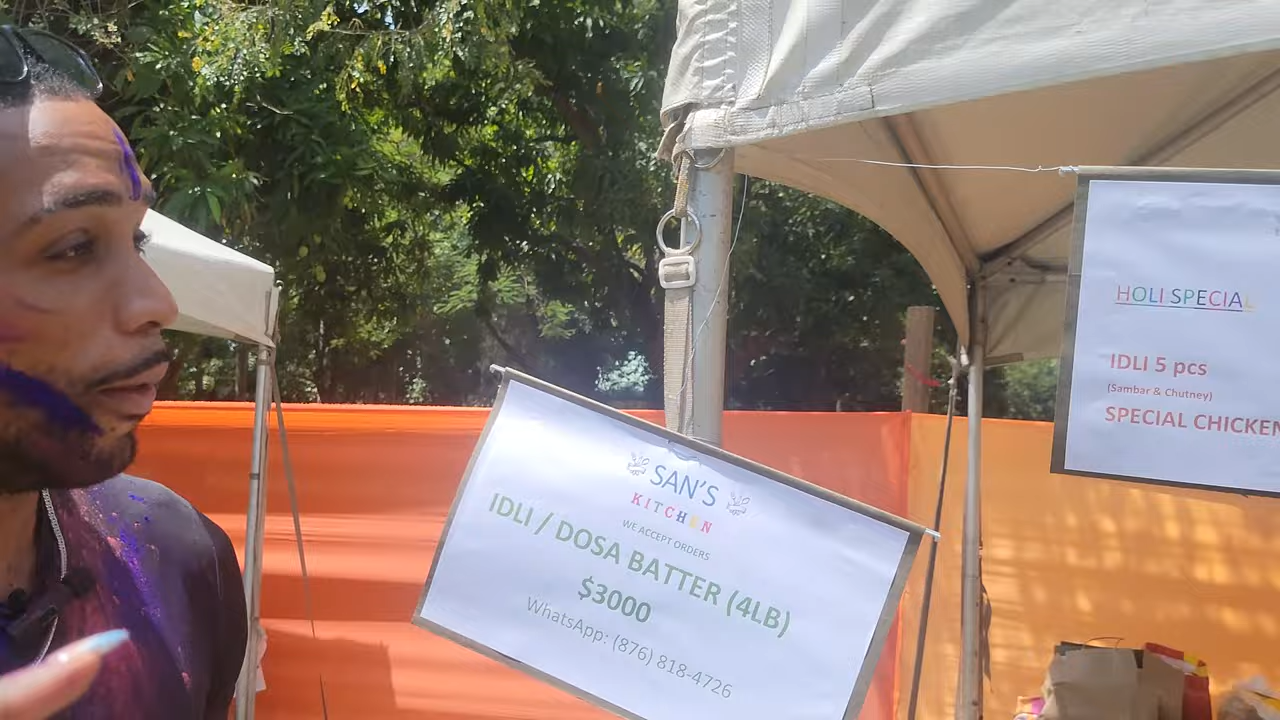 SAN'S
KITCHEN
WE ACCEPT ORDERS
IDLI / DOSA BATTER (4LB)
$3000
WhatsApp: (876) 818-4726
HOLI SPECIAL
IDLI 5 pcs
(Sambar & Chutney)
SPECIAL CHICKEN